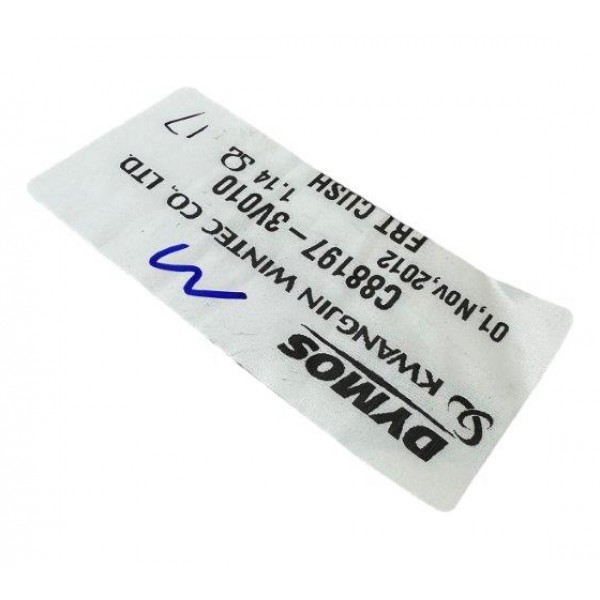 DYMOS
KWANGJIN WINTEC CO, LTD.
C88197-3V010
01,Nov,2012 1.14 Ω
FRT CUSH
17